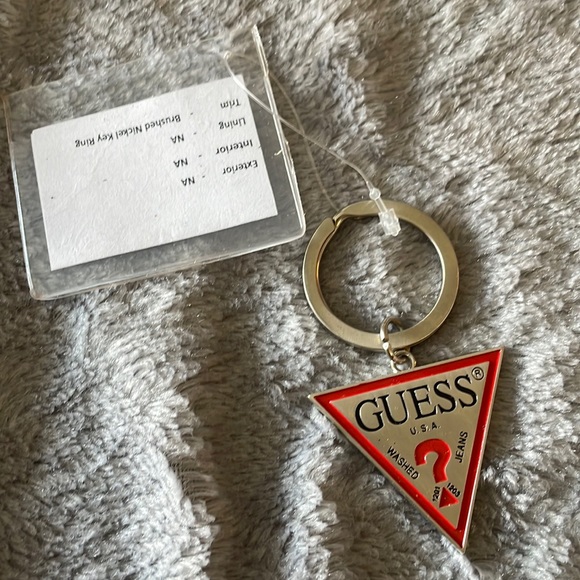 Exterior - NA
Interior - NA
Lining - NA
Trim - Brushed Nickel Key Ring
GUESS®
U.S.A.
WASHED ? JEANS